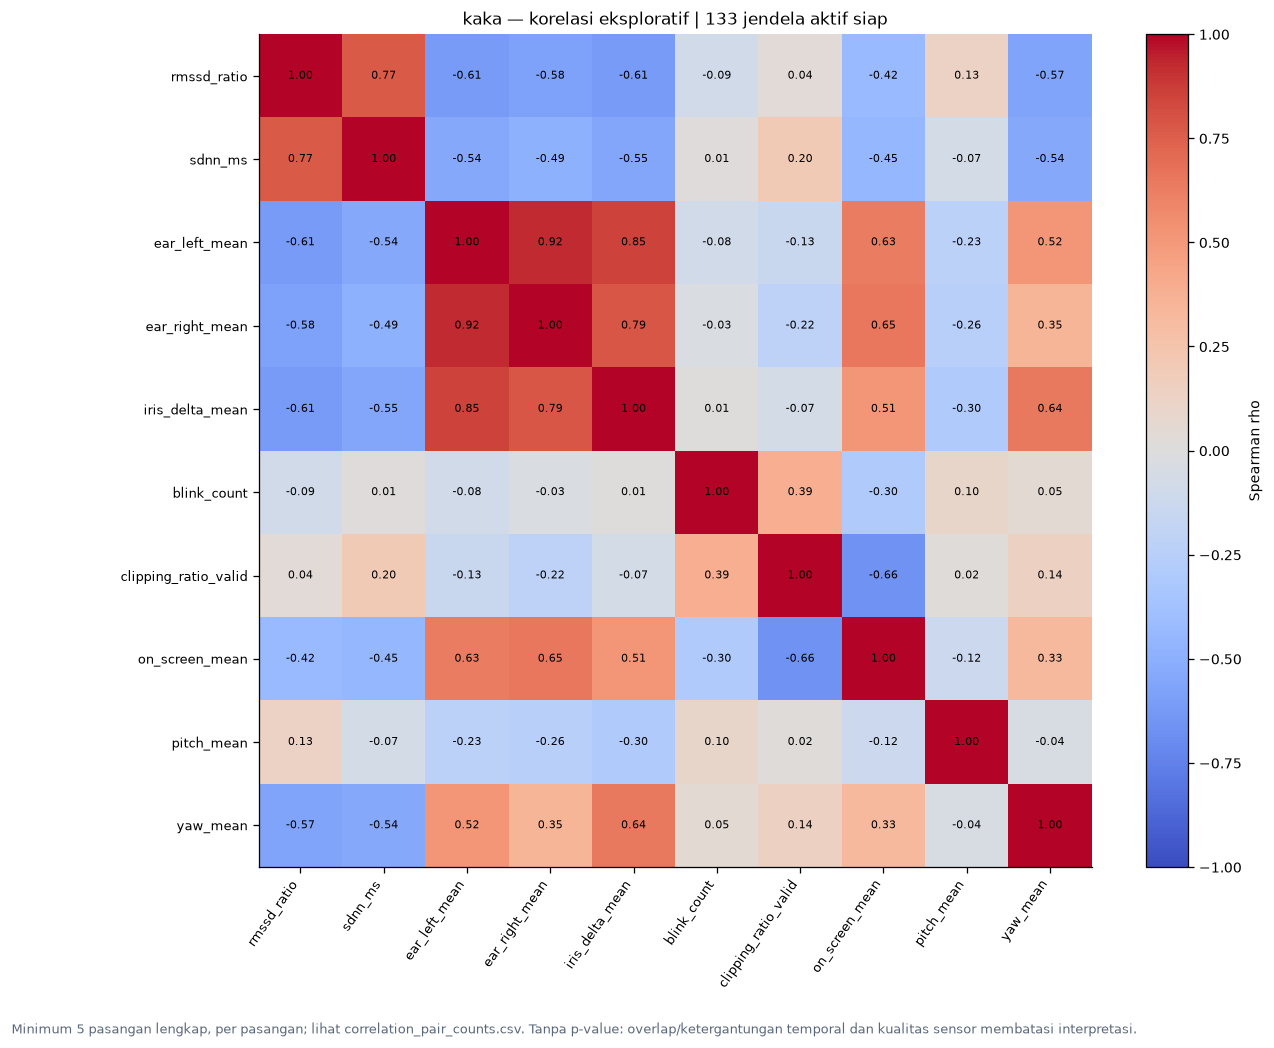 kaka — korelasi eksploratif | 133 jendela aktif siap
rmssd_ratio 1.00 0.77 -0.61 -0.58 -0.61 -0.09 0.04 -0.42 0.13 -0.57
sdnn_ms 0.77 1.00 -0.54 -0.49 -0.55 0.01 0.20 -0.45 -0.07 -0.54
ear_left_mean -0.61 -0.54 1.00 0.92 0.85 -0.08 -0.13 0.63 -0.23 0.52
ear_right_mean -0.58 -0.49 0.92 1.00 0.79 -0.03 -0.22 0.65 -0.26 0.35
iris_delta_mean -0.61 -0.55 0.85 0.79 1.00 0.01 -0.07 0.51 -0.30 0.64
blink_count -0.09 0.01 -0.08 -0.03 0.01 1.00 0.39 -0.30 0.10 0.05
clipping_ratio_valid 0.04 0.20 -0.13 -0.22 -0.07 0.39 1.00 -0.66 0.02 0.14
on_screen_mean -0.42 -0.45 0.63 0.65 0.51 -0.30 -0.66 1.00 -0.12 0.33
pitch_mean 0.13 -0.07 -0.23 -0.26 -0.30 0.10 0.02 -0.12 1.00 -0.04
yaw_mean -0.57 -0.54 0.52 0.35 0.64 0.05 0.14 0.33 -0.04 1.00
rmssd_ratio sdnn_ms ear_left_mean ear_right_mean iris_delta_mean blink_count clipping_ratio_valid on_screen_mean pitch_mean yaw_mean
1.00
0.75
0.50
0.25
0.00
−0.25
−0.50
−0.75
−1.00
Spearman rho
Minimum 5 pasangan lengkap, per pasangan; lihat correlation_pair_counts.csv. Tanpa p-value: overlap/ketergantungan temporal dan kualitas sensor membatasi interpretasi.